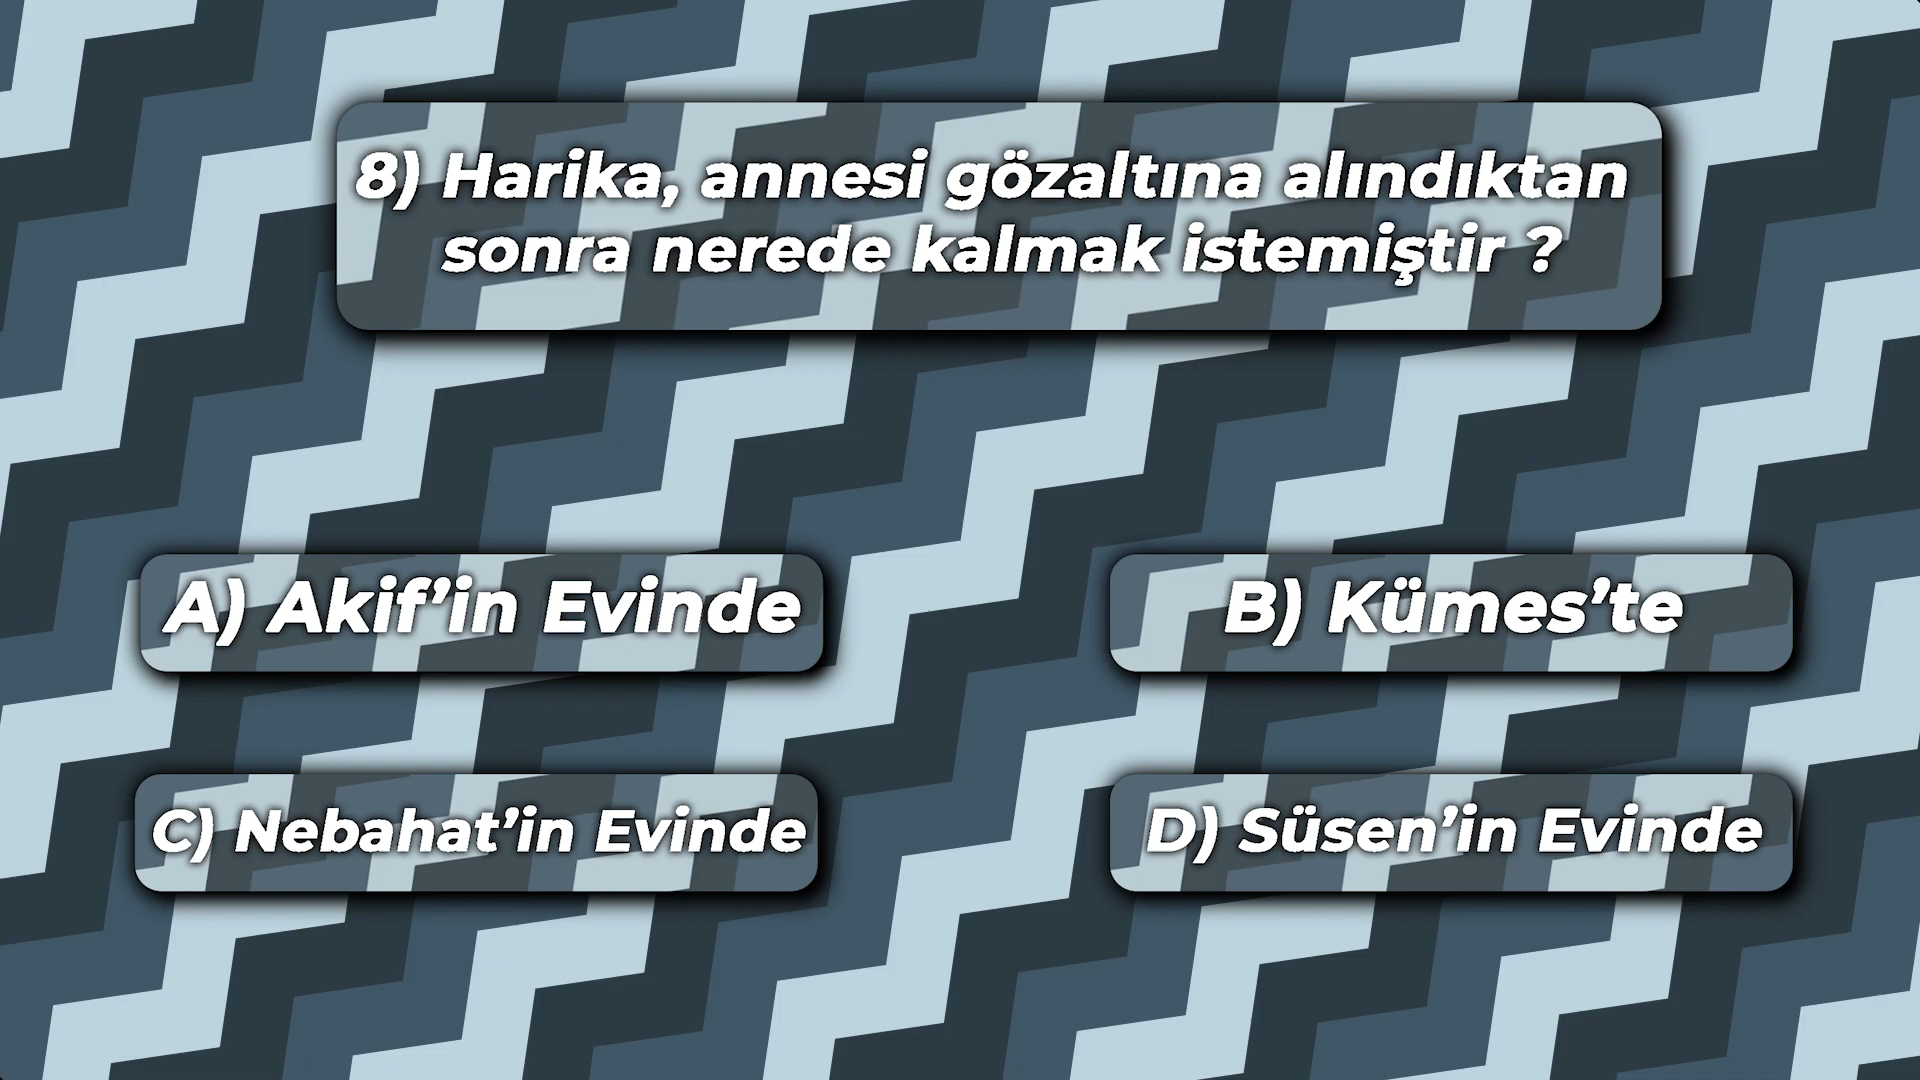 8) Harika, annesi gözaltına alındıktan
sonra nerede kalmak istemiştir ?
A) Akif’in Evinde
B) Kümes’te
C) Nebahat’in Evinde
D) Süsen’in Evinde